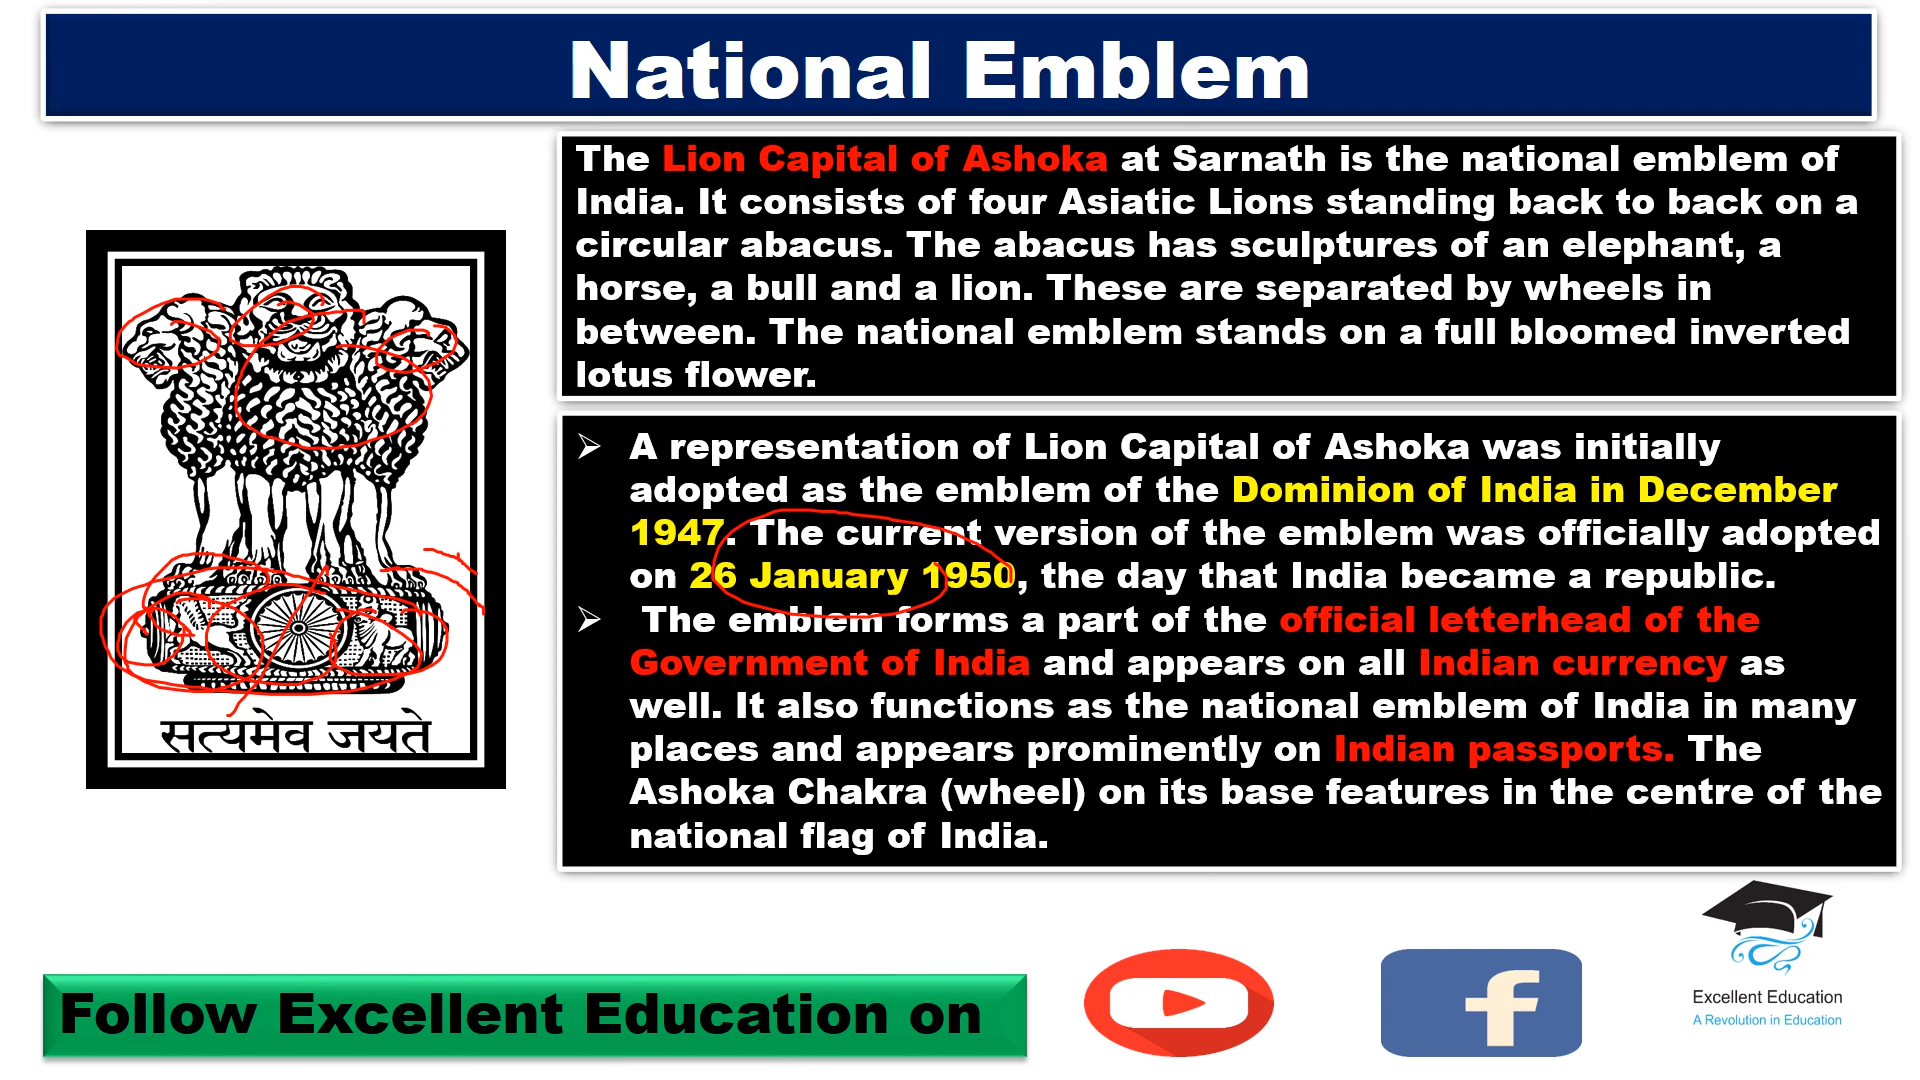 National Emblem
The Lion Capital of Ashoka at Sarnath is the national emblem of
India. It consists of four Asiatic Lions standing back to back on a
circular abacus. The abacus has sculptures of an elephant, a
horse, a bull and a lion. These are separated by wheels in
between. The national emblem stands on a full bloomed inverted
lotus flower.
सत्यमेव जयते
➢ A representation of Lion Capital of Ashoka was initially
adopted as the emblem of the Dominion of India in December
1947. The current version of the emblem was officially adopted
on 26 January 1950, the day that India became a republic.
➢ The emblem forms a part of the official letterhead of the
Government of India and appears on all Indian currency as
well. It also functions as the national emblem of India in many
places and appears prominently on Indian passports. The
Ashoka Chakra (wheel) on its base features in the centre of the
national flag of India.
Follow Excellent Education on
f
Excellent Education
A Revolution in Education